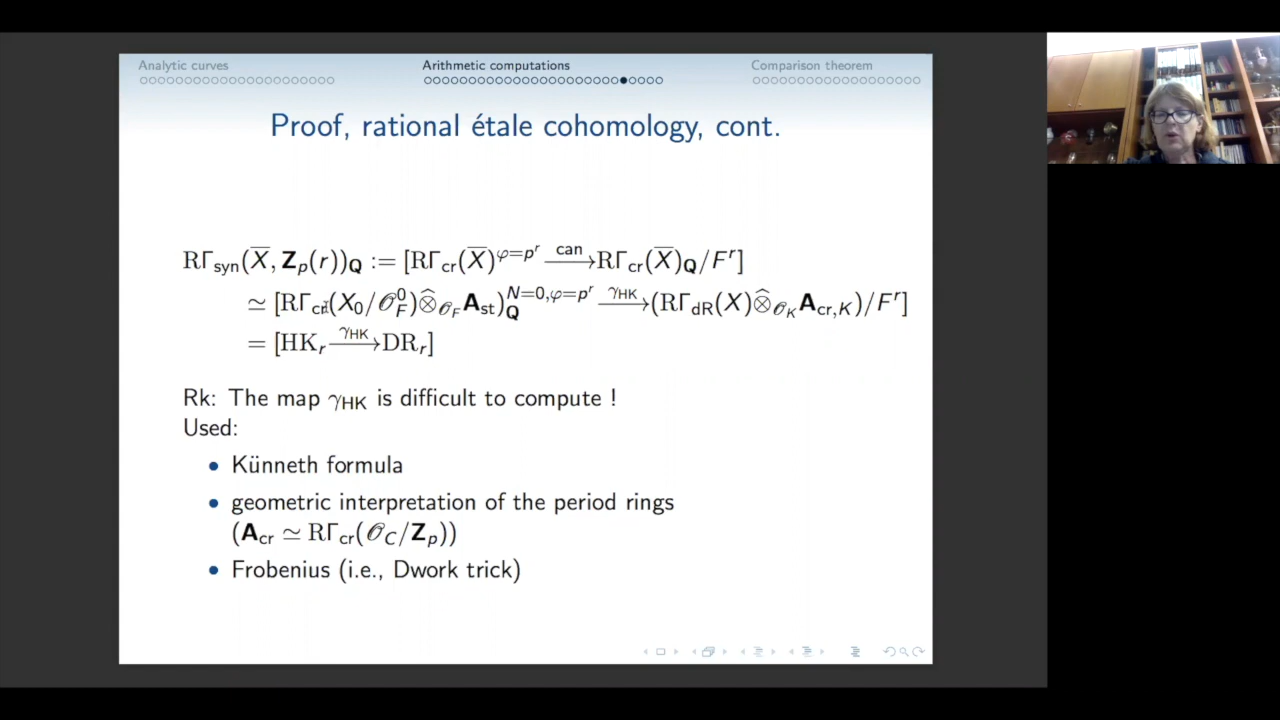 Analytic curves Arithmetic computations Comparison theorem
Proof, rational étale cohomology, cont.
RΓ_syn(X̅, Z_p(r))_Q := [RΓ_cr(X̅)^{φ=p^r} —can→ RΓ_cr(X̅)_Q/F^r]
≃ [RΓ_cr(X_0/𝒪_F^0)⊗̂_{𝒪_F} A_st)_Q^{N=0,φ=p^r} —γ_HK→ (RΓ_dR(X)⊗̂_{𝒪_K} A_{cr,K})/F^r]
= [HK_r —γ_HK→ DR_r]
Rk: The map γ_HK is difficult to compute !
Used:
• Künneth formula
• geometric interpretation of the period rings
(A_cr ≃ RΓ_cr(𝒪_C/Z_p))
• Frobenius (i.e., Dwork trick)